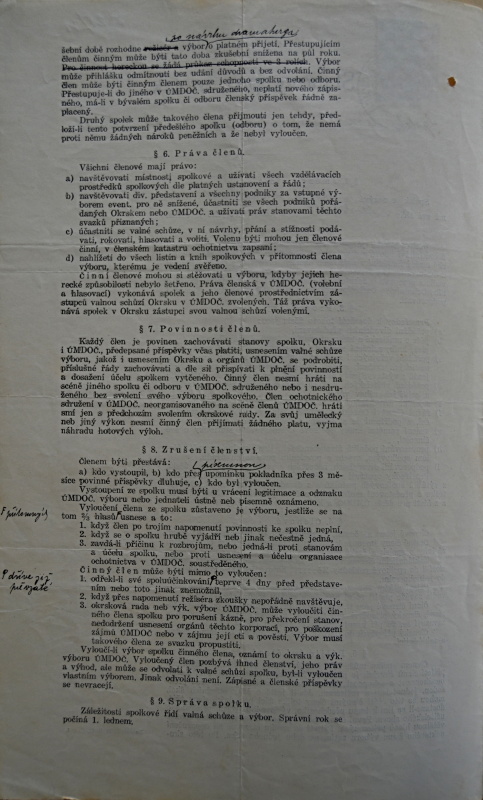 po návrhu dramaturga
šební době rozhodne režisér a výbor o platném přijetí. Přestupujícím
členům činným může býti tato doba zkušební snížena na půl roku.
Pro činnost hereckou se řádů průkaz schopnosti ve 3 rolích. Výbor
může přihlášku odmítnouti bez udání důvodů a bez odvolání. Činný
člen může býti činným členem pouze jednoho spolku nebo odboru.
Přestupuje-li do jiného v ÚMDOČ. sdruženého, neplatí nového zápis-
ného, má-li v bývalém spolku či odboru členský příspěvek řádně za-
placený.
Druhý spolek může takového člena přijmouti jen tehdy, před-
loží-li tento potvrzení předešlého spolku (odboru) o tom, že nemá
proti němu žádných nároků peněžních a že nebyl vyloučen.
§ 6. Práva členů.
Všichni členové mají právo:
a) navštěvovati místnosti spolkové a užívati všech vzdělávacích
prostředků spolkových dle platných ustanovení a řádů;
b) navštěvovati div. představení a všechny podniky za vstupné vý-
borem event. pro ně snížené, účastniti se všech podniků pořá-
daných Okrskem nebo ÚMDOČ. a užívati práv stanovami těchto
svazků přiznaných;
c) účastniti se valné schůze, v ní návrhy, přání a stížnosti podá-
vati, rokovati, hlasovati a voliti. Voleni býti mohou jen členové
činní, v členském katastru ochotnictva zapsaní;
d) nahlížeti do všech listin a knih spolkových v přítomnosti člena
výboru, kterému je vedení svěřeno.
Činní členové mohou si stěžovati u výboru, kdyby jejich he-
recké způsobilosti nebylo šetřeno. Práva členská v ÚMDOČ. (volební
a hlasovací) vykonává spolek a jeho členové prostřednictvím zá-
stupců valnou schůzí Okrsku v ÚMDOČ. zvolených. Táž práva vyko-
nává spolek v Okrsku zástupci svou valnou schůzí volenými.
§ 7. Povinnosti členů.
Každý člen je povinen zachovávati stanovy spolku, Okrsku
i ÚMDOČ., předepsané příspěvky včas platiti, usnesením valné schůze
výboru, jakož i usnesením Okrsku a orgánů ÚMDOČ. se podrobiti,
příslušné řády zachovávati a dle sil přispívati k plnění povinností
a dosažení účelu spolkem vytčeného. Činný člen nesmí hráti na
scéně jiného spolku či odboru v ÚMDOČ. sdruženého nebo i nesdru-
ženého bez svolení svého výboru spolkového. Člen ochotnického
sdružení v ÚMDOČ. neorganisovaného na scéně členů ÚMDOČ. hráti
smí jen s předchozím svolením okrskové rady. Za svůj umělecký
neb jiný výkon nesmí činný člen přijímati žádného platu, vyjma
náhradu hotových výloh.
§ 8. Zrušení členství.
Členem býti přestává:
písemnou
a) kdo vystoupil, b) kdo přes upomínku pokladníka přes 3 mě-
síce povinné příspěvky dluhuje, c) kdo byl vyloučen.
Vystoupení ze spolku musí býti u vrácení legitimace a odznaku
ÚMDOČ. výboru nebo jednateli ústně neb písemně oznámeno.
Vyloučení člena ze spolku zůstaveno je výboru, jestliže se na
tom ⅔ hlasů usnese a to:
1. když člen po trojím napomenutí povinností ke spolku neplní,
2. když se o spolku hrubě vyjádří neb jinak nečestně jedná,
3. zavdá-li příčinu k rozbrojům, nebo jedná-li proti stanovám
a účelu spolku, nebo proti usnesení a účelu organisace
ochotnictva v ÚMDOČ. soustředěného.
Činný člen může býti mimo to vyloučen:
1. odřekl-li své spoluúčinkování teprve 4 dny před představe-
ním nebo toto jinak znemožnil,
dříve již
2. když přes napomenutí režiséra zkoušky nepořádně navštěvuje,
3. okrsková rada neb výk. výbor ÚMDOČ. může vyloučiti čin-
ného člena spolku pro porušení kázně, pro překročení stanov,
nedodržení usnesení orgánů těchto korporací, pro poškození
zájmů ÚMDOČ nebo v zájmu její cti a pověsti. Výbor musí
takového člena ze svazku propustiti.
Vyloučí-li výbor spolku činného člena, oznámí to okrsku a výk.
výboru ÚMDOČ. Vyloučený člen pozbývá ihned členství, jeho práv
a výhod, ale může se odvolati k valné schůzi spolku, byl-li vyloučen
vlastním výborem. Jinak odvolání není. Zápisné a členské příspěvky
se nevracejí.
§ 9. Správa spolku.
Záležitosti spolkové řídí valná schůze a výbor. Správní rok se
počíná 1. lednem.